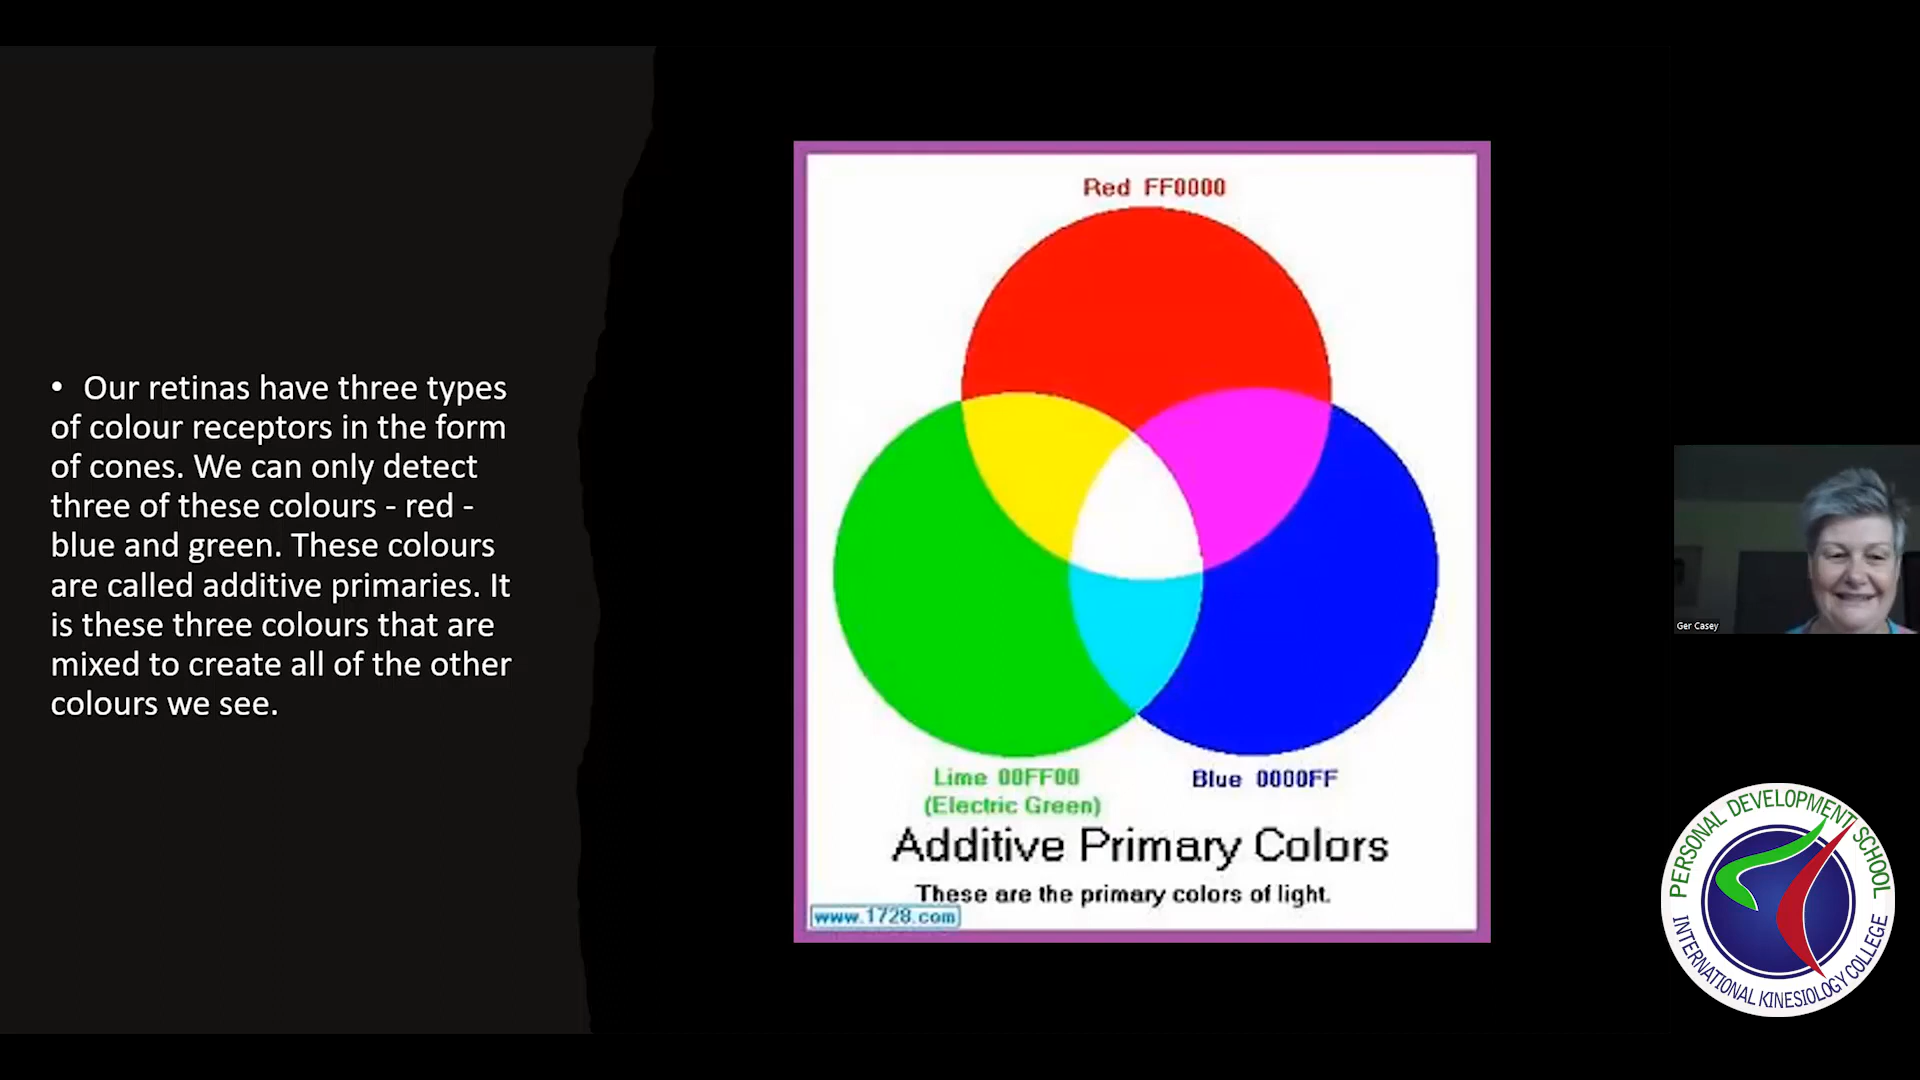 • Our retinas have three types
of colour receptors in the form
of cones. We can only detect
three of these colours - red -
blue and green. These colours
are called additive primaries. It
is these three colours that are
mixed to create all of the other
colours we see.
Red FF0000
Lime 00FF00
(Electric Green)
Blue 0000FF
Additive Primary Colors
These are the primary colors of light.
www.1728.com
Ger Casey
PERSONAL DEVELOPMENT SCHOOL
INTERNATIONAL KINESIOLOGY COLLEGE